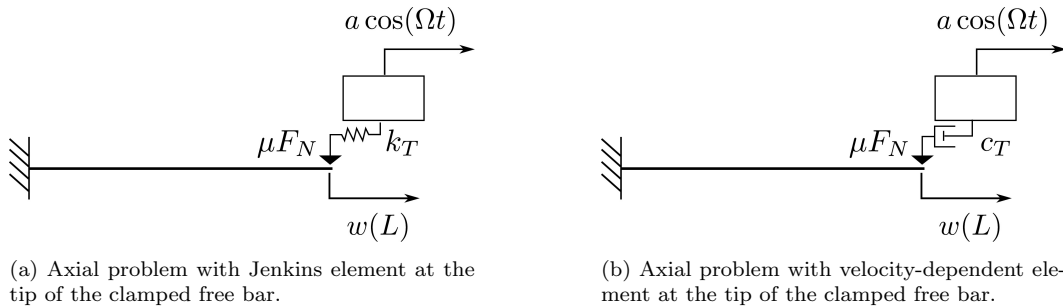 a cos(Ωt)
μF_N
k_T
w(L)
(a) Axial problem with Jenkins element at the
tip of the clamped free bar.
a cos(Ωt)
μF_N
c_T
w(L)
(b) Axial problem with velocity-dependent ele-
ment at the tip of the clamped free bar.